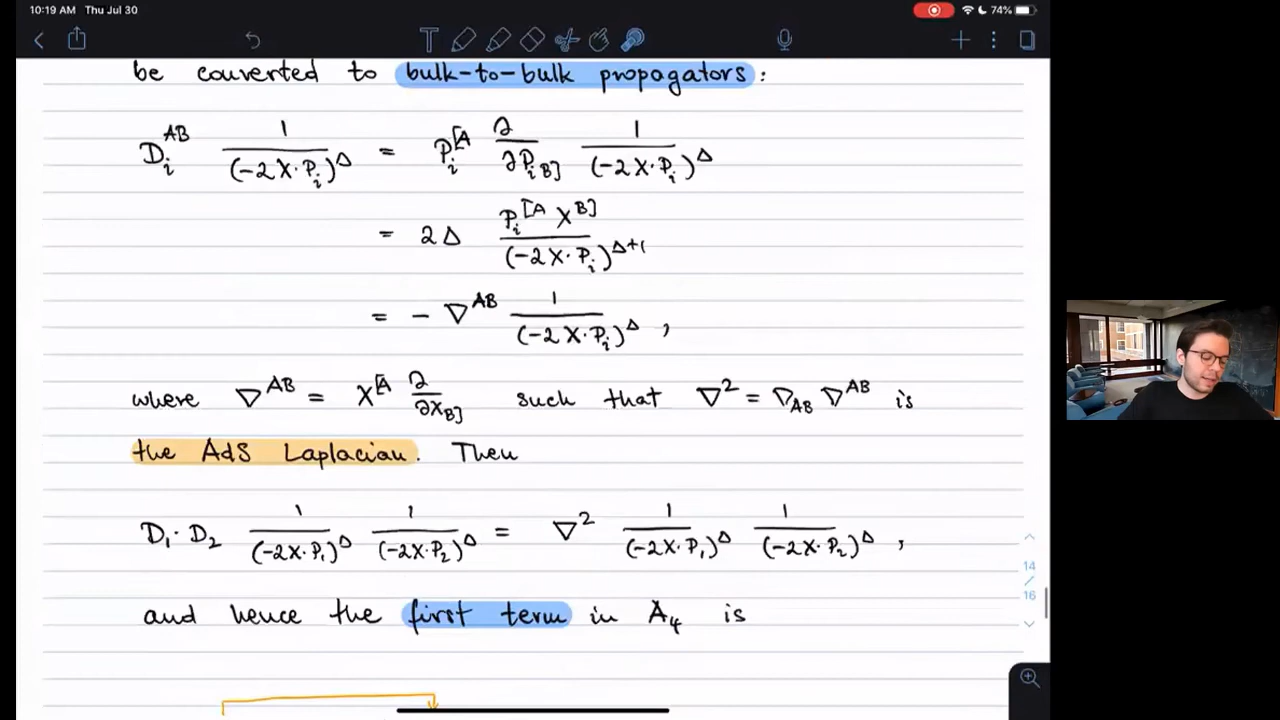 10:19 AM Thu Jul 30
74%
be converted to bulk-to-bulk propagators:
D_i^{AB} 1/(-2X·P_i)^Δ = P_i^{[A} ∂/∂P_{iB]} 1/(-2X·P_i)^Δ
= 2Δ P_i^{[A} X^{B]}/(-2X·P_i)^{Δ+1}
= - ∇^{AB} 1/(-2X·P_i)^Δ ,
where ∇^{AB} = X^{[A} ∂/∂X_{B]} such that ∇² = ∇_{AB} ∇^{AB} is
the AdS Laplacian. Then
D_1·D_2 1/(-2X·P_1)^Δ 1/(-2X·P_2)^Δ = ∇² 1/(-2X·P_1)^Δ 1/(-2X·P_2)^Δ ,
and hence the first term in A_4 is
14
/
16